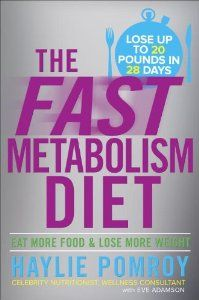 LOSE UP
TO 20
POUNDS IN
28 DAYS
THE
FAST
METABOLISM
DIET
EAT MORE FOOD & LOSE MORE WEIGHT
HAYLIE POMROY
CELEBRITY NUTRITIONIST, WELLNESS CONSULTANT
with EVE ADAMSON